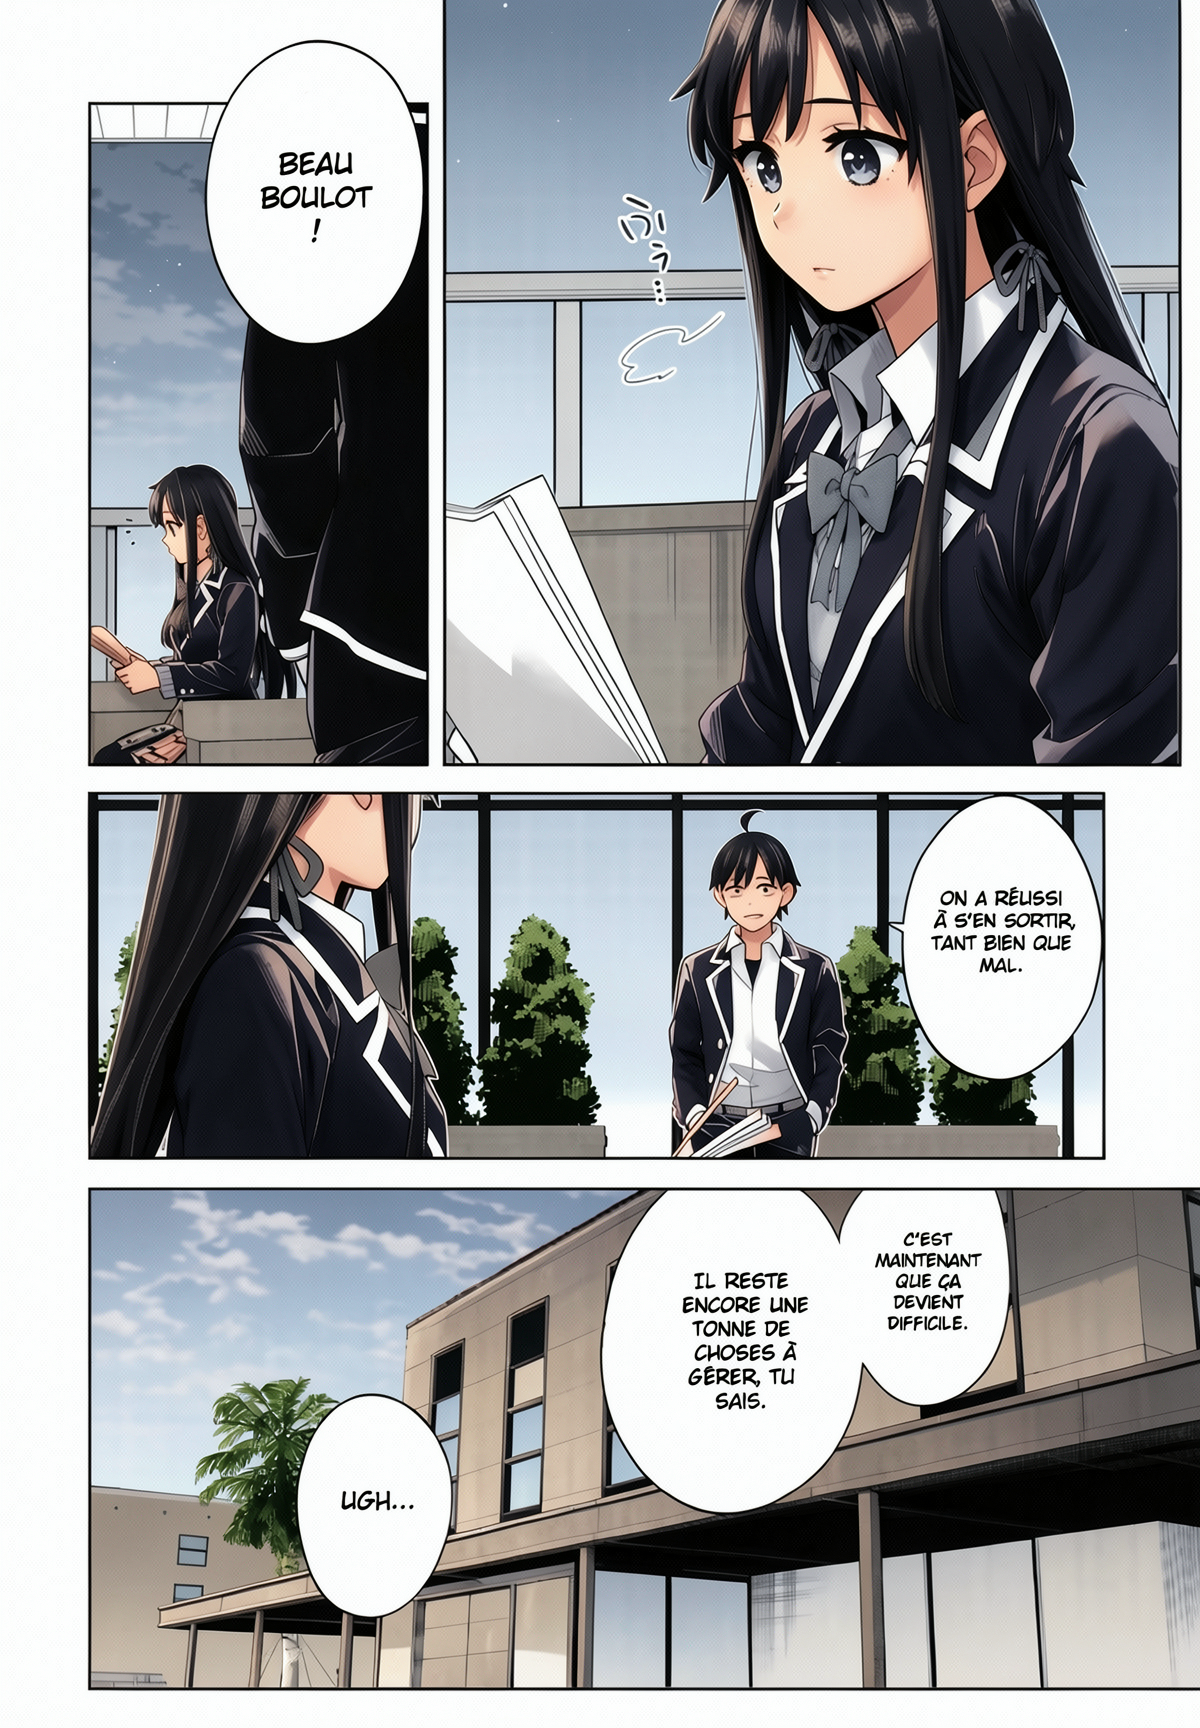 ふぅ…
BEAU
BOULOT
!
ON A RÉUSSI
À S'EN SORTIR,
TANT BIEN QUE
MAL.
C'EST
MAINTENANT
QUE ÇA
DEVIENT
DIFFICILE.
IL RESTE
ENCORE UNE
TONNE DE
CHOSES À
GÉRER, TU
SAIS.
UGH...